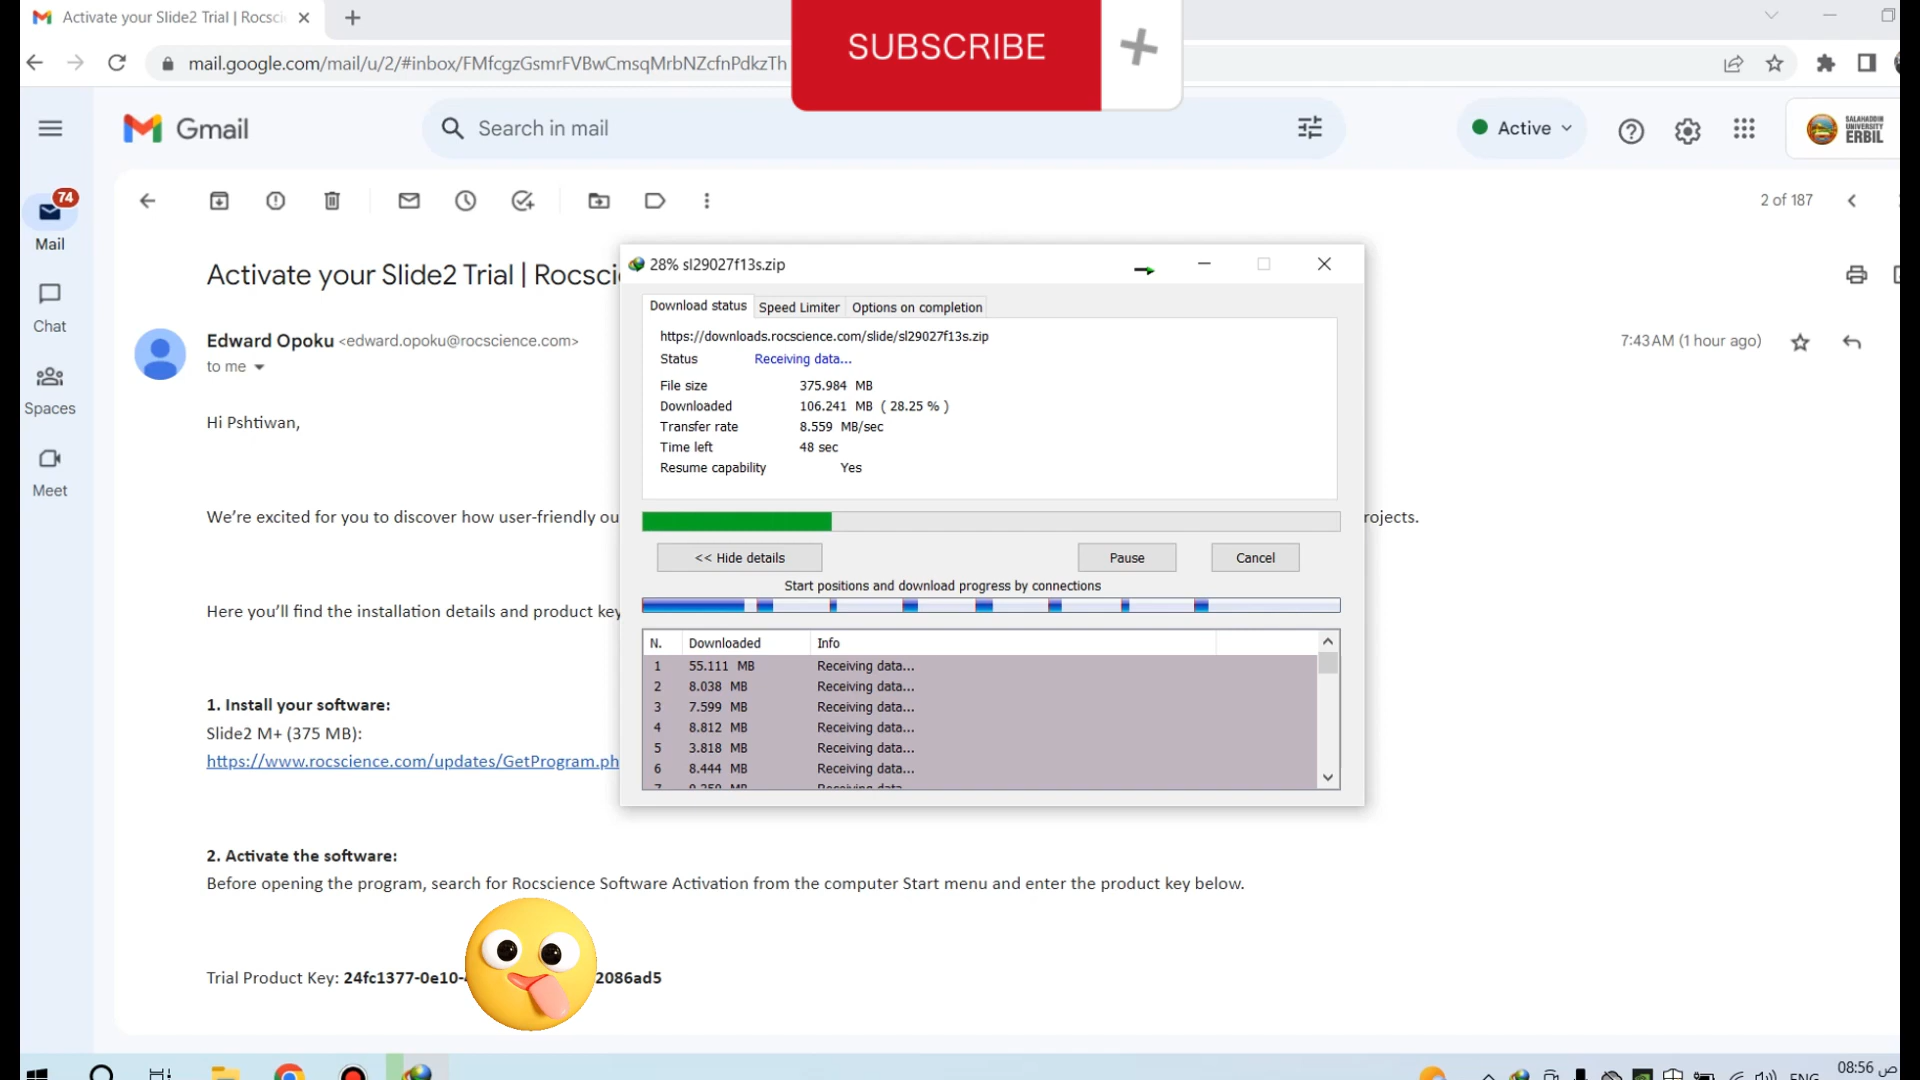 Activate your Slide2 Trial | Rocsci
mail.google.com/mail/u/2/#inbox/FMfcgzGsmrFVBwCmsqMrbNZcfnPdkzTh
SUBSCRIBE
Gmail
Search in mail
Active
SALAHADDIN
UNIVERSITY
ERBIL
74
Mail
Chat
Spaces
Meet
2 of 187
Activate your Slide2 Trial | Rocscie
Edward Opoku <edward.opoku@rocscience.com>
to me
7:43 AM (1 hour ago)
Hi Pshtiwan,
We’re excited for you to discover how user-friendly ou
rojects.
Here you’ll find the installation details and product key
1. Install your software:
Slide2 M+ (375 MB):
https://www.rocscience.com/updates/GetProgram.ph
2. Activate the software:
Before opening the program, search for Rocscience Software Activation from the computer Start menu and enter the product key below.
Trial Product Key: 24fc1377-0e10- 2086ad5
28% sl29027f13s.zip
Download status
Speed Limiter
Options on completion
https://downloads.rocscience.com/slide/sl29027f13s.zip
Status Receiving data...
File size 375.984 MB
Downloaded 106.241 MB ( 28.25 % )
Transfer rate 8.559 MB/sec
Time left 48 sec
Resume capability Yes
<< Hide details
Pause
Cancel
Start positions and download progress by connections
N. Downloaded Info
1 55.111 MB Receiving data...
2 8.038 MB Receiving data...
3 7.599 MB Receiving data...
4 8.812 MB Receiving data...
5 3.818 MB Receiving data...
6 8.444 MB Receiving data...
ENG
08:56 ص